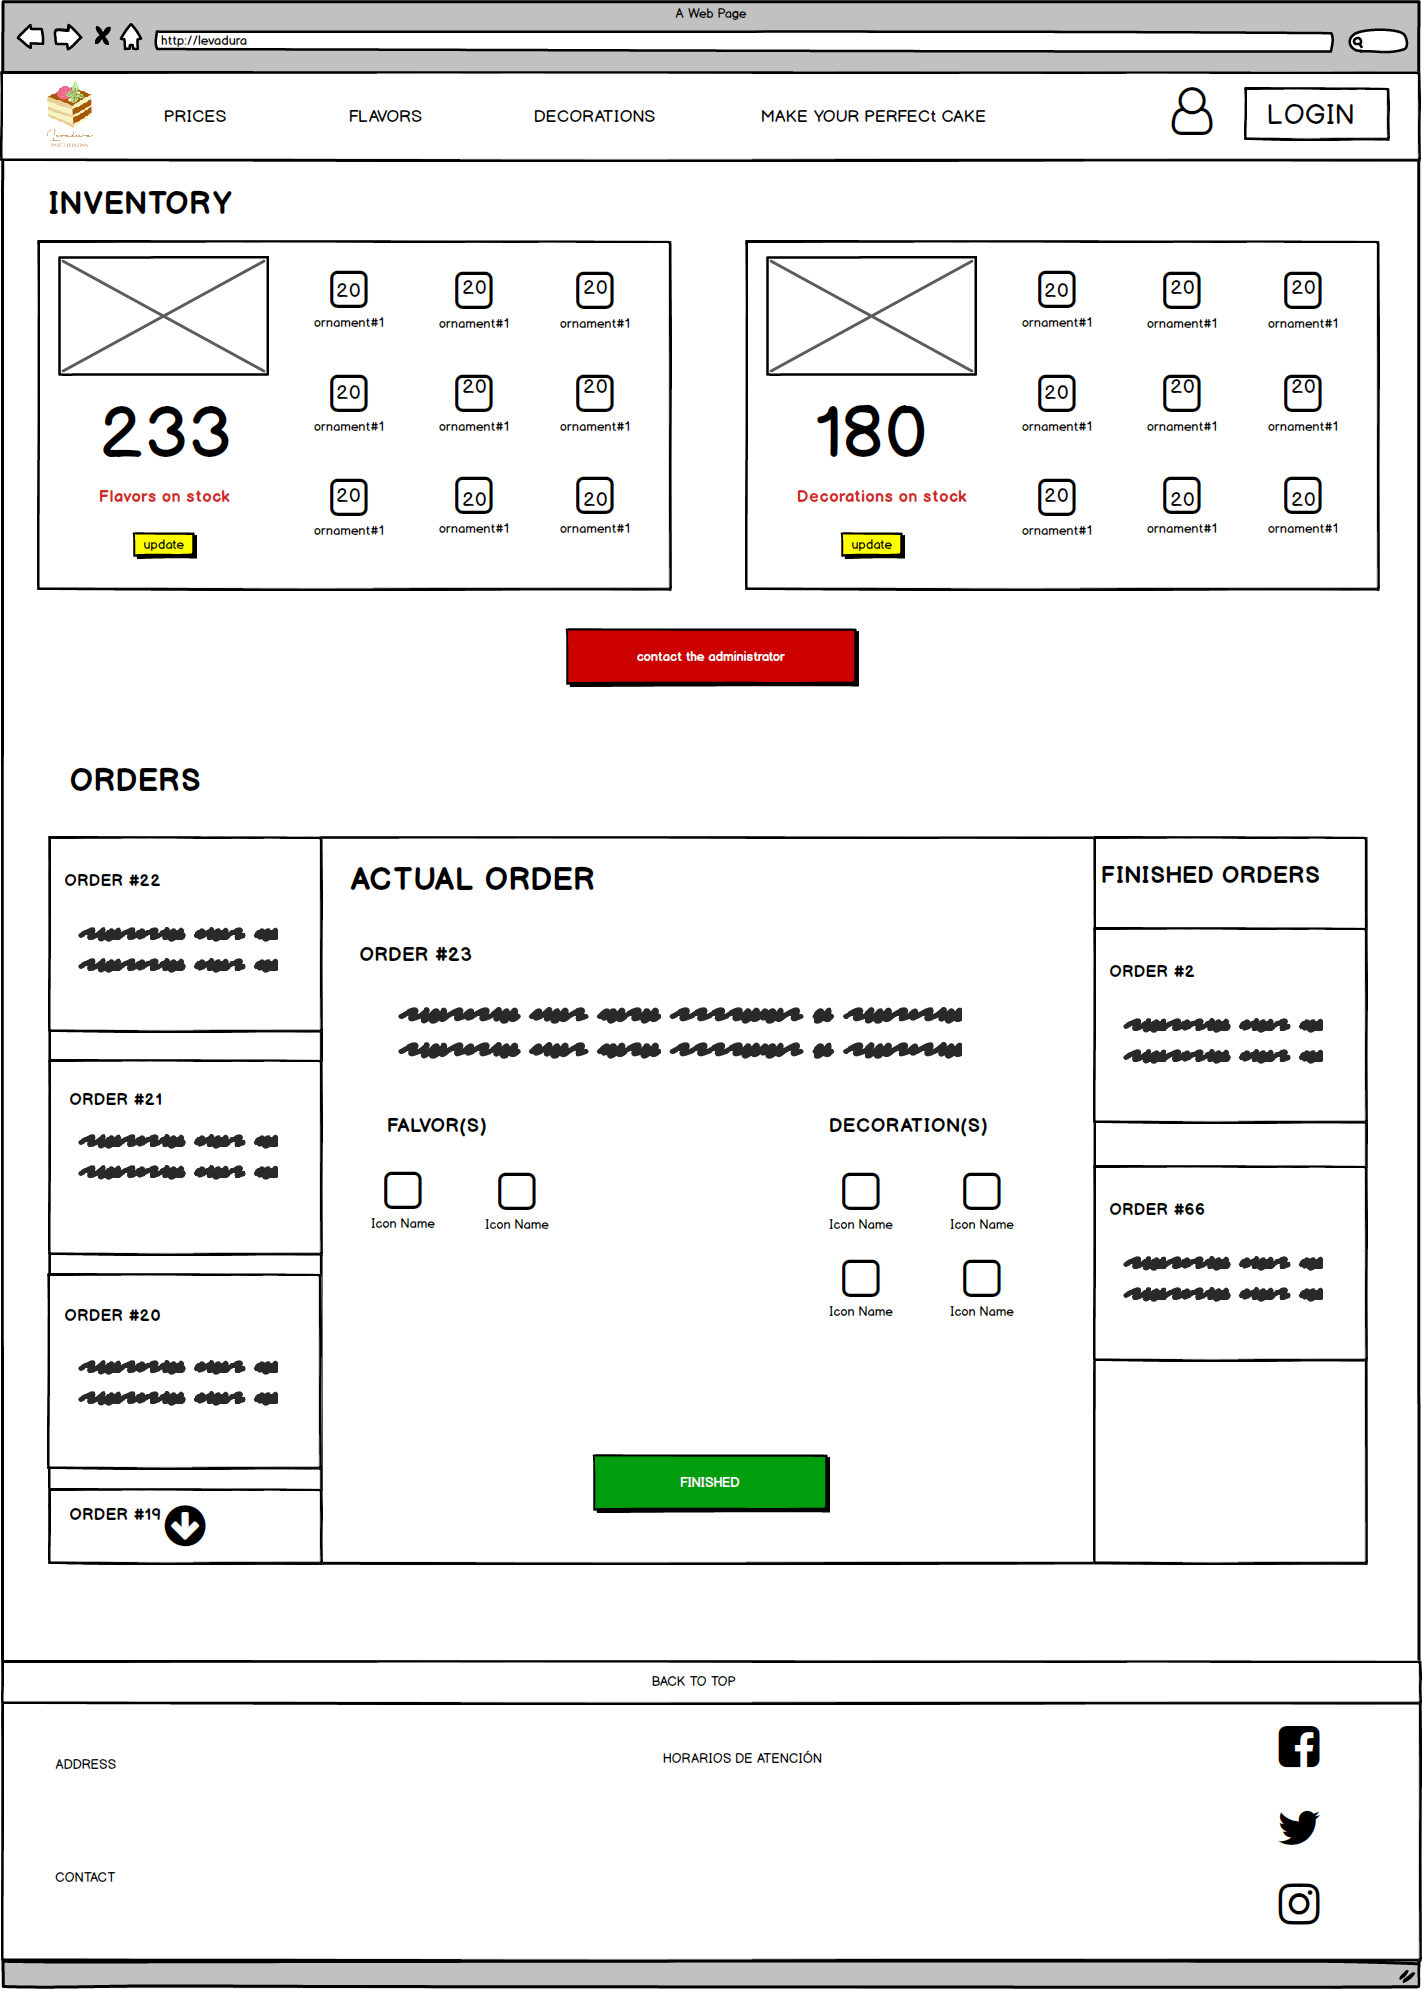 A Web Page
http://levadura
Levadura
PRICES
FLAVORS
DECORATIONS
MAKE YOUR PERFECt CAKE
LOGIN
INVENTORY
20 20 20
ornament#1 ornament#1 ornament#1
20 20 20
ornament#1 ornament#1 ornament#1
20 20 20
ornament#1 ornament#1 ornament#1
233
Flavors on stock
update
20 20 20
ornament#1 ornament#1 ornament#1
20 20 20
ornament#1 ornament#1 ornament#1
20 20 20
ornament#1 ornament#1 ornament#1
180
Decorations on stock
update
contact the administrator
ORDERS
ORDER #22
ORDER #21
ORDER #20
ORDER #19
ACTUAL ORDER
ORDER #23
FALVOR(S)
Icon Name Icon Name
DECORATION(S)
Icon Name Icon Name
Icon Name Icon Name
FINISHED
FINISHED ORDERS
ORDER #2
ORDER #66
BACK TO TOP
ADDRESS
HORARIOS DE ATENCIÓN
CONTACT